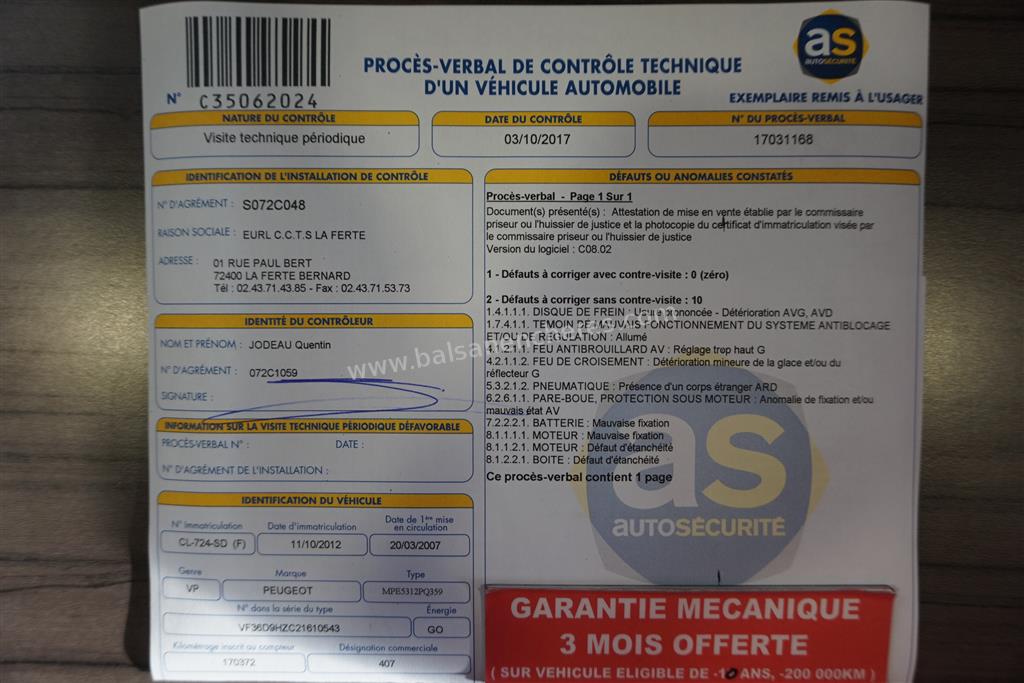 N° C35062024
PROCÈS-VERBAL DE CONTRÔLE TECHNIQUE
D'UN VÉHICULE AUTOMOBILE
as
AUTOSÉCURITÉ
EXEMPLAIRE REMIS À L'USAGER
NATURE DU CONTRÔLE
Visite technique périodique
DATE DU CONTRÔLE
03/10/2017
N° DU PROCÈS-VERBAL
17031168
IDENTIFICATION DE L'INSTALLATION DE CONTRÔLE
N° D'AGRÉMENT : S072C048
RAISON SOCIALE : EURL C.C.T.S LA FERTE
ADRESSE : 01 RUE PAUL BERT
72400 LA FERTE BERNARD
Tél : 02.43.71.43.85 - Fax : 02.43.71.53.73
IDENTITÉ DU CONTRÔLEUR
NOM ET PRÉNOM : JODEAU Quentin
N° D'AGRÉMENT : 072C1059
SIGNATURE :
INFORMATION SUR LA VISITE TECHNIQUE PÉRIODIQUE DÉFAVORABLE
PROCÈS-VERBAL N° : DATE :
N° D'AGRÉMENT DE L'INSTALLATION :
IDENTIFICATION DU VÉHICULE
N° Immatriculation
CL-724-SD (F)
Date d'immatriculation
11/10/2012
Date de 1ère mise
en circulation
20/03/2007
Genre
VP
Marque
PEUGEOT
Type
MPE5312PQ359
N° dans la série du type
VF36D9HZC21610543
Énergie
GO
Kilométrage inscrit au compteur
170372
Désignation commerciale
407
DÉFAUTS OU ANOMALIES CONSTATÉS
Procès-verbal - Page 1 Sur 1
Document(s) présenté(s) : Attestation de mise en vente établie par le commissaire
priseur ou l'huissier de justice et la photocopie du certificat d'immatriculation visée par
le commissaire priseur ou l'huissier de justice
Version du logiciel : C08.02
1 - Défauts à corriger avec contre-visite : 0 (zéro)
2 - Défauts à corriger sans contre-visite : 10
1.4.1.1.1. DISQUE DE FREIN : Usure prononcée - Détérioration AVG, AVD
1.7.4.1.1. TEMOIN DE MAUVAIS FONCTIONNEMENT DU SYSTEME ANTIBLOCAGE
ET/OU DE REGULATION : Allumé
4.1.2.1.1. FEU ANTIBROUILLARD AV : Réglage trop haut G
4.2.1.1.2. FEU DE CROISEMENT : Détérioration mineure de la glace et/ou du
réflecteur G
5.3.2.1.2. PNEUMATIQUE : Présence d'un corps étranger ARD
6.2.6.1.1. PARE-BOUE, PROTECTION SOUS MOTEUR : Anomalie de fixation et/ou
mauvais état AV
7.2.2.2.1. BATTERIE : Mauvaise fixation
8.1.1.1.1. MOTEUR : Mauvaise fixation
8.1.1.2.1. MOTEUR : Défaut d'étanchéité
8.1.2.2.1. BOITE : Défaut d'étanchéité
Ce procès-verbal contient 1 page
as
AUTOSÉCURITÉ
GARANTIE MECANIQUE
3 MOIS OFFERTE
( SUR VEHICULE ELIGIBLE DE -10 ANS, -200 000KM )